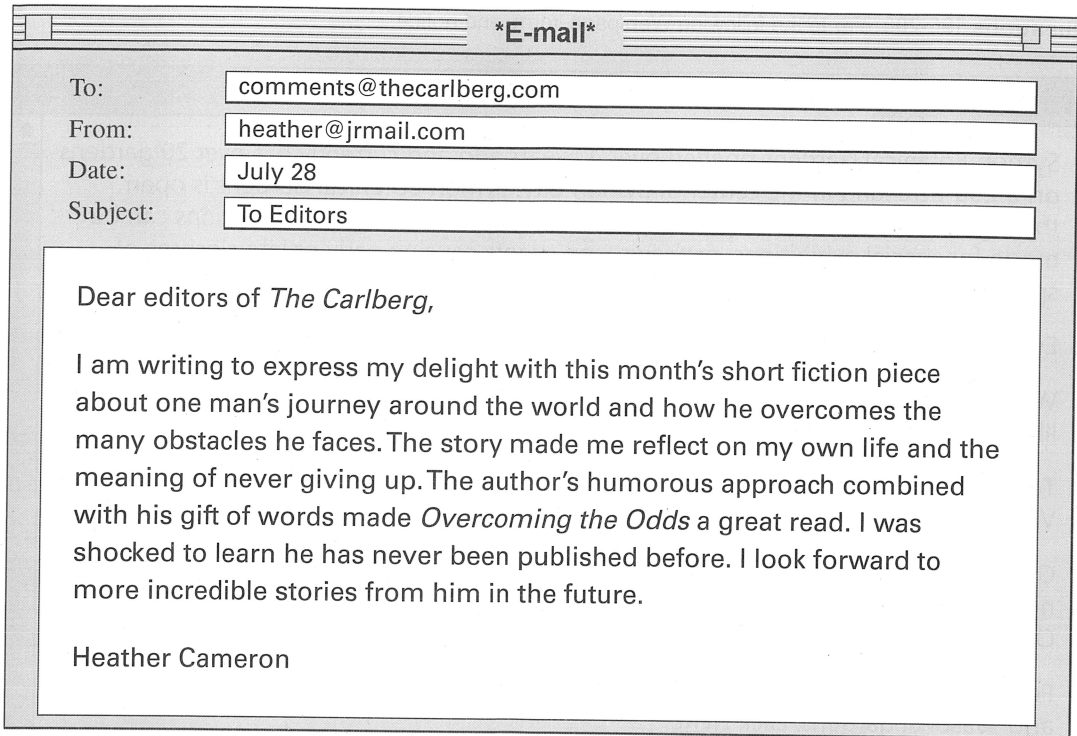 *E-mail*
To: comments@thecarlberg.com
From: heather@jrmail.com
Date: July 28
Subject: To Editors
Dear editors of The Carlberg,
I am writing to express my delight with this month's short fiction piece
about one man's journey around the world and how he overcomes the
many obstacles he faces. The story made me reflect on my own life and the
meaning of never giving up. The author's humorous approach combined
with his gift of words made Overcoming the Odds a great read. I was
shocked to learn he has never been published before. I look forward to
more incredible stories from him in the future.
Heather Cameron